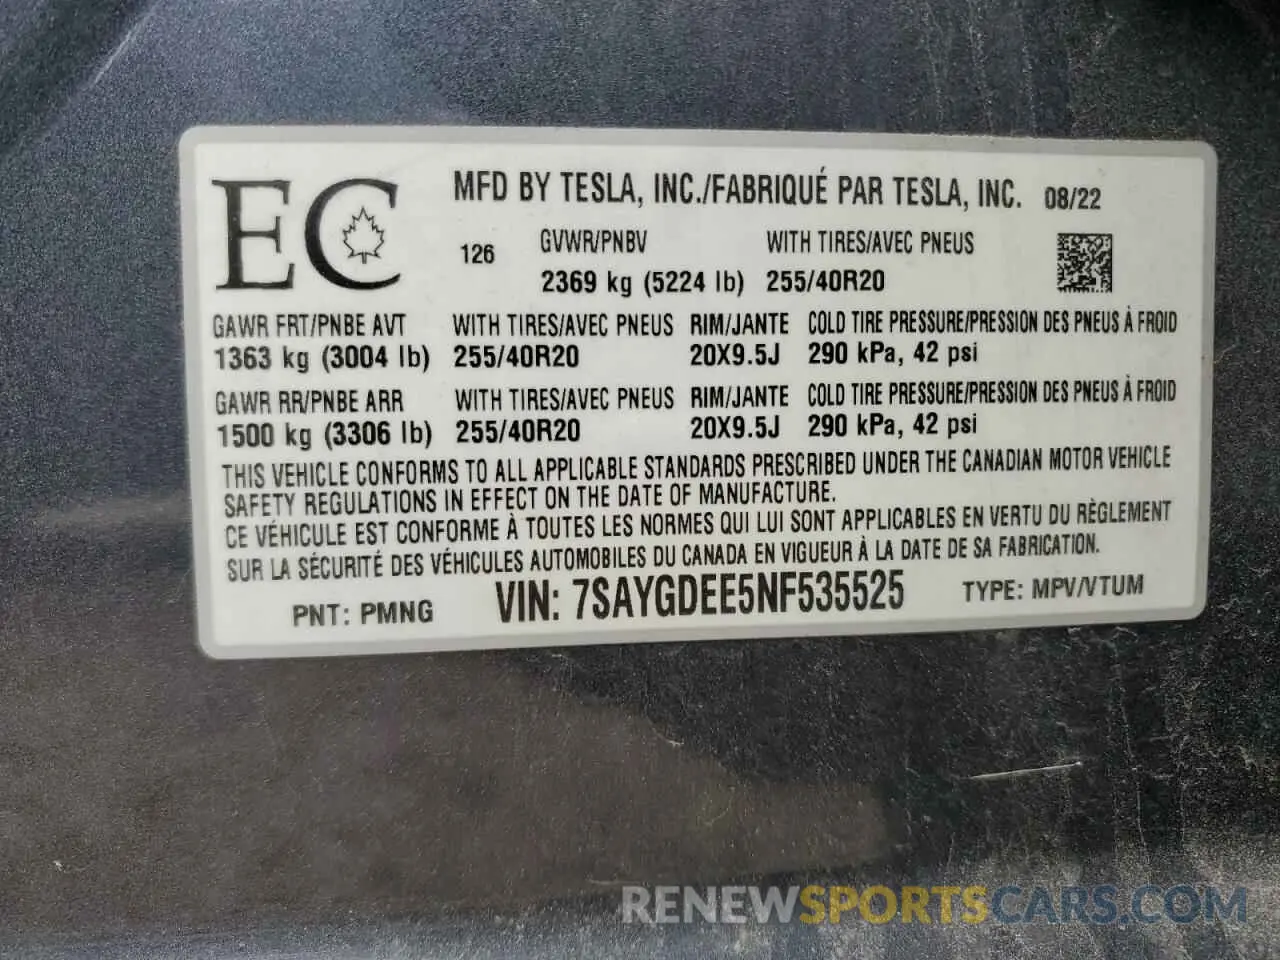 EC
MFD BY TESLA, INC./FABRIQUÉ PAR TESLA, INC. 08/22
126 GVWR/PNBV WITH TIRES/AVEC PNEUS
2369 kg (5224 lb) 255/40R20
GAWR FRT/PNBE AVT WITH TIRES/AVEC PNEUS RIM/JANTE COLD TIRE PRESSURE/PRESSION DES PNEUS À FROID
1363 kg (3004 lb) 255/40R20 20X9.5J 290 kPa, 42 psi
GAWR RR/PNBE ARR WITH TIRES/AVEC PNEUS RIM/JANTE COLD TIRE PRESSURE/PRESSION DES PNEUS À FROID
1500 kg (3306 lb) 255/40R20 20X9.5J 290 kPa, 42 psi
THIS VEHICLE CONFORMS TO ALL APPLICABLE STANDARDS PRESCRIBED UNDER THE CANADIAN MOTOR VEHICLE
SAFETY REGULATIONS IN EFFECT ON THE DATE OF MANUFACTURE.
CE VÉHICULE EST CONFORME À TOUTES LES NORMES QUI LUI SONT APPLICABLES EN VERTU DU RÈGLEMENT
SUR LA SÉCURITÉ DES VÉHICULES AUTOMOBILES DU CANADA EN VIGUEUR À LA DATE DE SA FABRICATION.
PNT: PMNG VIN: 7SAYGDEE5NF535525 TYPE: MPV/VTUM
RENEWSPORTSCARS.COM